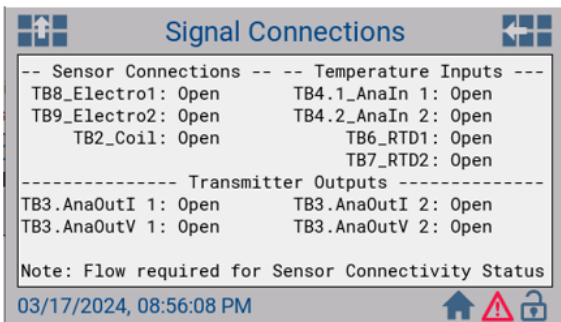 Signal Connections
-- Sensor Connections -- -- Temperature Inputs ---
TB8_Electro1: Open TB4.1_AnaIn 1: Open
TB9_Electro2: Open TB4.2_AnaIn 2: Open
TB2_Coil: Open TB6_RTD1: Open
TB7_RTD2: Open
--------------- Transmitter Outputs --------------
TB3.AnaOutI 1: Open TB3.AnaOutI 2: Open
TB3.AnaOutV 1: Open TB3.AnaOutV 2: Open
Note: Flow required for Sensor Connectivity Status
03/17/2024, 08:56:08 PM